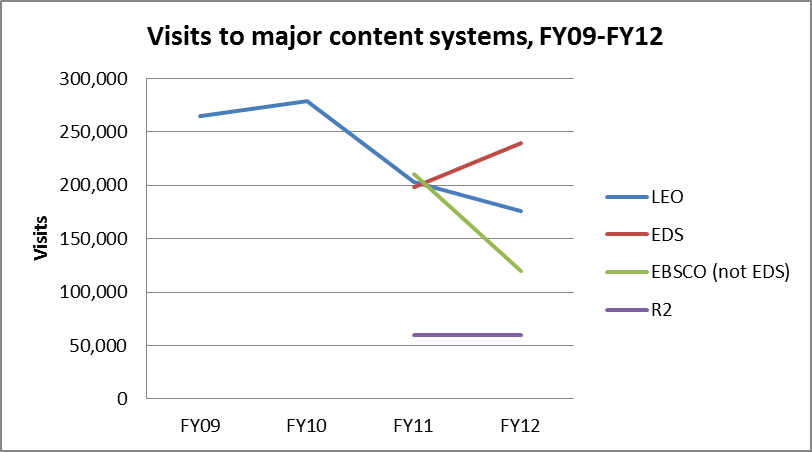 Visits to major content systems, FY09-FY12
300,000
250,000
200,000
150,000
100,000
50,000
0
Visits
FY09 FY10 FY11 FY12
LEO
EDS
EBSCO (not EDS)
R2